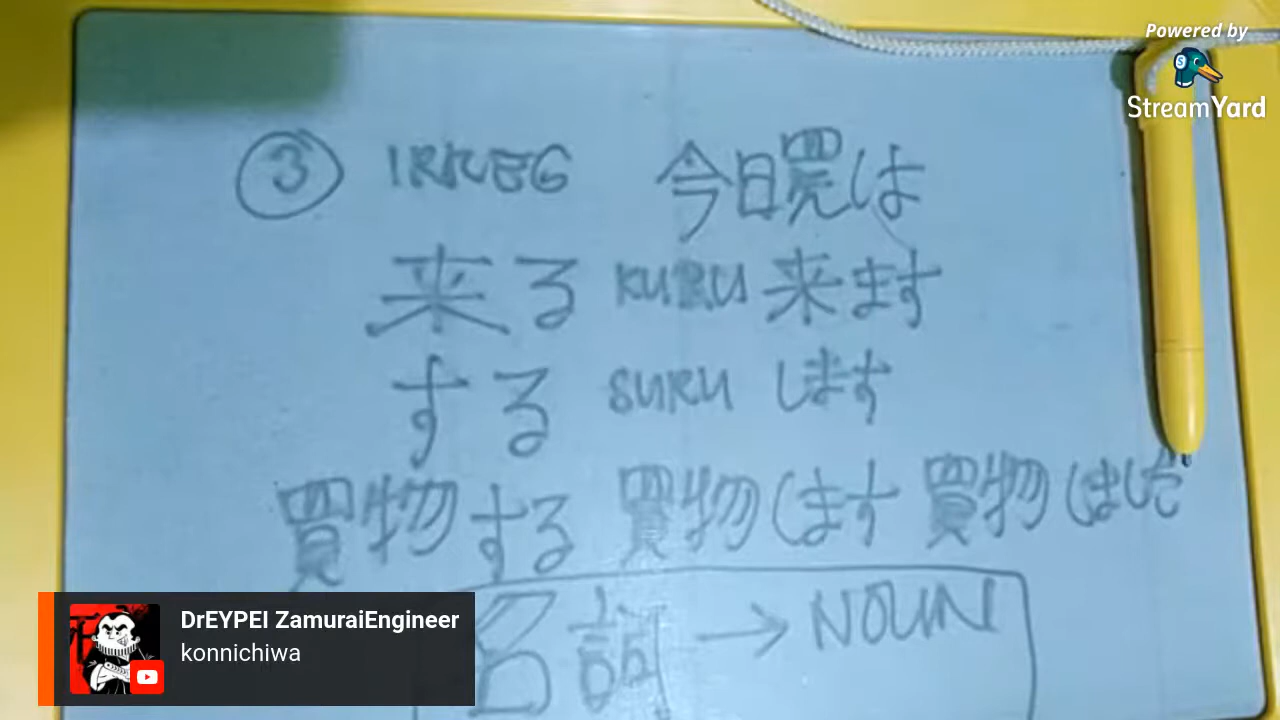 Powered by
StreamYard
③ IRREG 今日は
来る KURU 来ます
する SURU します
買物する 買物します 買物しました
名詞 → NOUN
DrEYPEI ZamuraiEngineer
konnichiwa